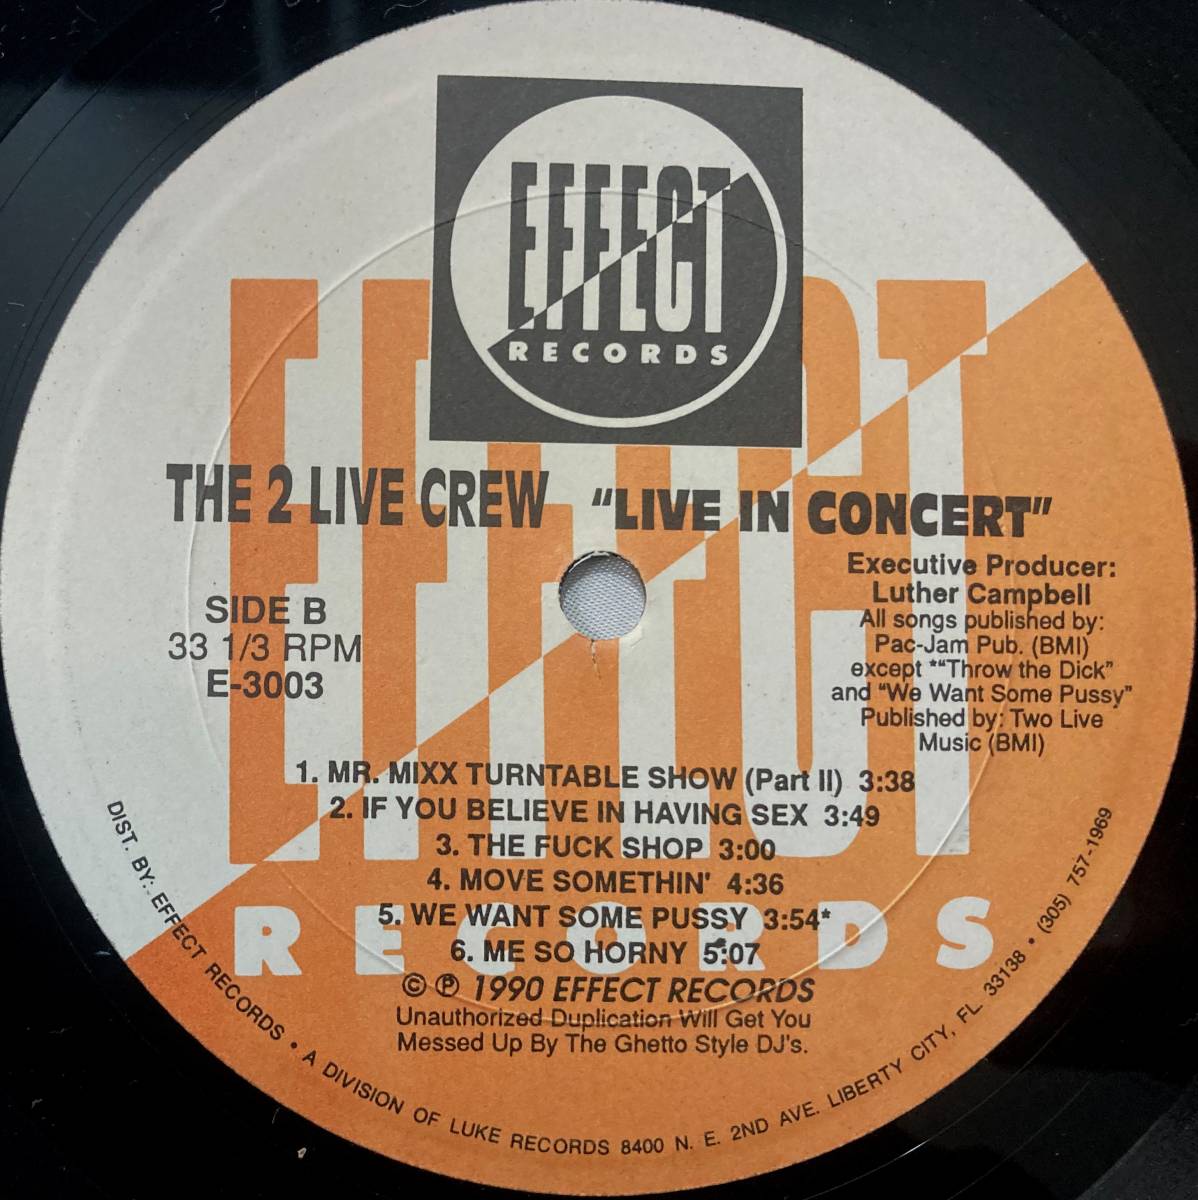 EFFECT
RECORDS
EFFECT
RECORDS
THE 2 LIVE CREW "LIVE IN CONCERT"
SIDE B
33 1/3 RPM
E-3003
Executive Producer:
Luther Campbell
All songs published by:
Pac-Jam Pub. (BMI)
except *"Throw the Dick"
and "We Want Some Pussy"
Published by: Two Live
Music (BMI)
1. MR. MIXX TURNTABLE SHOW (Part II) 3:38
2. IF YOU BELIEVE IN HAVING SEX 3:49
3. THE FUCK SHOP 3:00
4. MOVE SOMETHIN' 4:36
5. WE WANT SOME PUSSY 3:54*
6. ME SO HORNY 5:07
© ℗ 1990 EFFECT RECORDS
Unauthorized Duplication Will Get You
Messed Up By The Ghetto Style DJ's.
DIST. BY: EFFECT RECORDS • A DIVISION OF LUKE RECORDS 8400 N. E. 2ND AVE. LIBERTY CITY, FL 33138 • (305) 757-1969